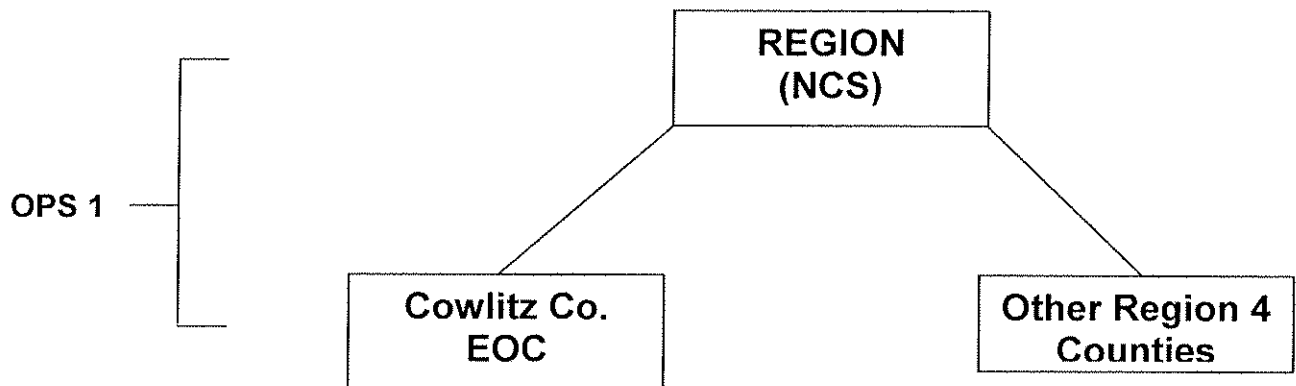 REGION
(NCS)
OPS 1
Cowlitz Co.
EOC
Other Region 4
Counties